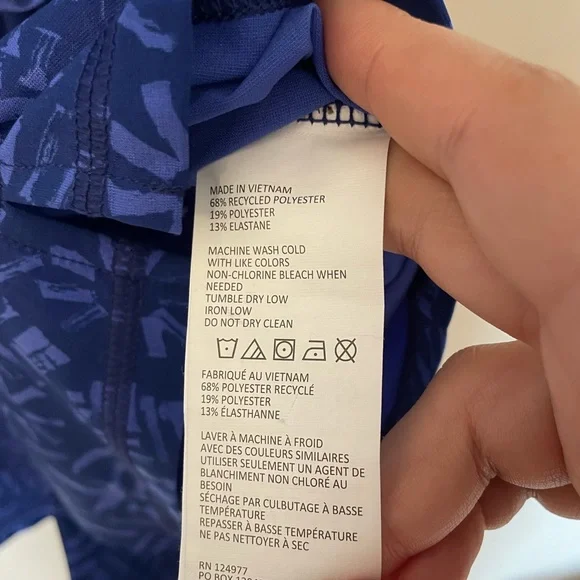 MADE IN VIETNAM
68% RECYCLED POLYESTER
19% POLYESTER
13% ELASTANE
MACHINE WASH COLD
WITH LIKE COLORS
NON-CHLORINE BLEACH WHEN
NEEDED
TUMBLE DRY LOW
IRON LOW
DO NOT DRY CLEAN
FABRIQUÉ AU VIETNAM
68% POLYESTER RECYCLÉ
19% POLYESTER
13% ÉLASTHANNE
LAVER À MACHINE À FROID
AVEC DES COULEURS SIMILAIRES
UTILISER SEULEMENT UN AGENT DE
BLANCHIMENT NON CHLORÉ AU
BESOIN
SÉCHAGE PAR CULBUTAGE À BASSE
TEMPÉRATURE
REPASSER À BASSE TEMPÉRATURE
NE PAS NETTOYER À SEC
RN 124977
PO BOX